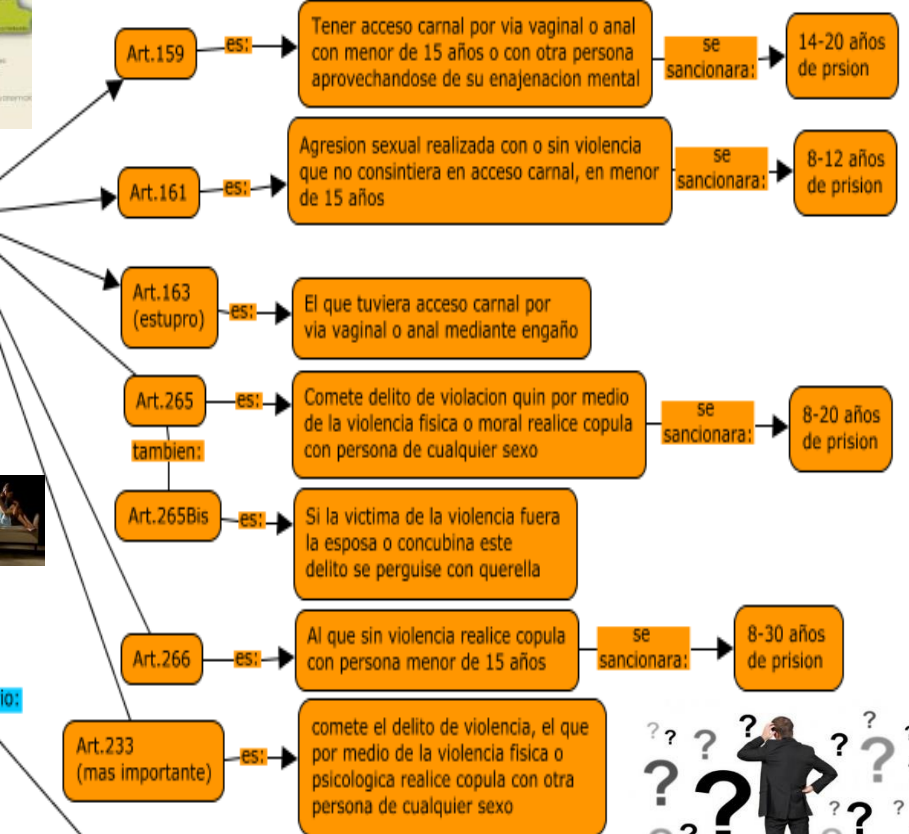 Art.159
es:
Tener acceso carnal por via vaginal o anal
con menor de 15 años o con otra persona
aprovechandose de su enajenacion mental
se
sancionara:
14-20 años
de prsion
Art.161
es:
Agresion sexual realizada con o sin violencia
que no consintiera en acceso carnal, en menor
de 15 años
se
sancionara:
8-12 años
de prision
Art.163
(estupro)
es:
El que tuviera acceso carnal por
via vaginal o anal mediante engaño
Art.265
es:
Comete delito de violacion quin por medio
de la violencia fisica o moral realice copula
con persona de cualquier sexo
se
sancionara:
8-20 años
de prision
tambien:
Art.265Bis
es:
Si la victima de la violencia fuera
la esposa o concubina este
delito se perguise con querella
Art.266
es:
Al que sin violencia realice copula
con persona menor de 15 años
se
sancionara:
8-30 años
de prision
io:
Art.233
(mas importante)
es:
comete el delito de violencia, el que
por medio de la violencia fisica o
psicologica realice copula con otra
persona de cualquier sexo
? ? ? ? ? ? ?
? ? ? ? ? ?